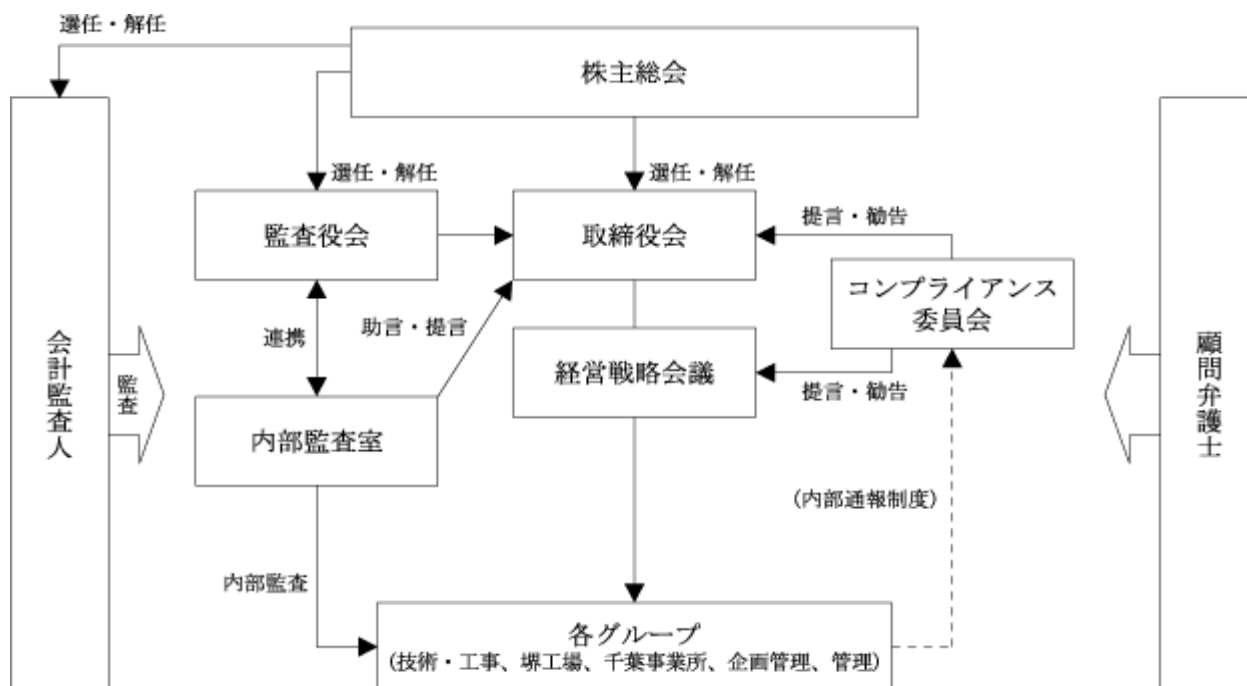 選任・解任
株主総会
選任・解任
選任・解任
監査役会
取締役会
提言・勧告
コンプライアンス
委員会
連携
助言・提言
経営戦略会議
提言・勧告
会計監査人
監査
顧問弁護士
内部監査室
(内部通報制度)
内部監査
各グループ
(技術・工事、堺工場、千葉事業所、企画管理、管理)